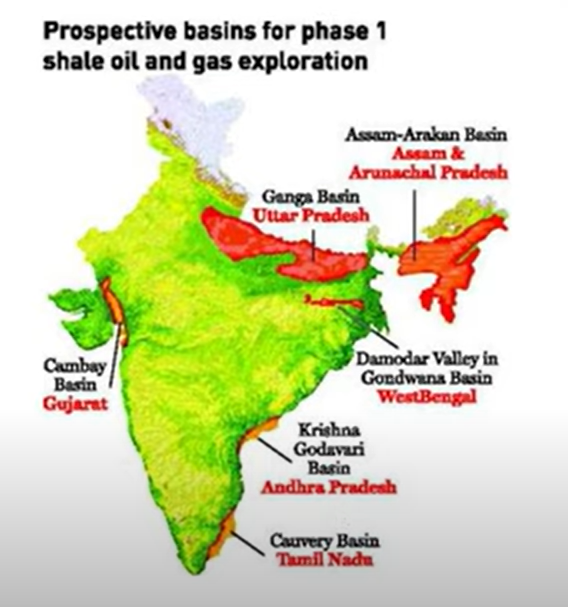 Prospective basins for phase 1
shale oil and gas exploration
Assam-Arakan Basin
Assam &
Arunachal Pradesh
Ganga Basin
Uttar Pradesh
Cambay
Basin
Gujarat
Damodar Valley in
Gondwana Basin
WestBengal
Krishna
Godavari
Basin
Andhra Pradesh
Cauvery Basin
Tamil Nadu